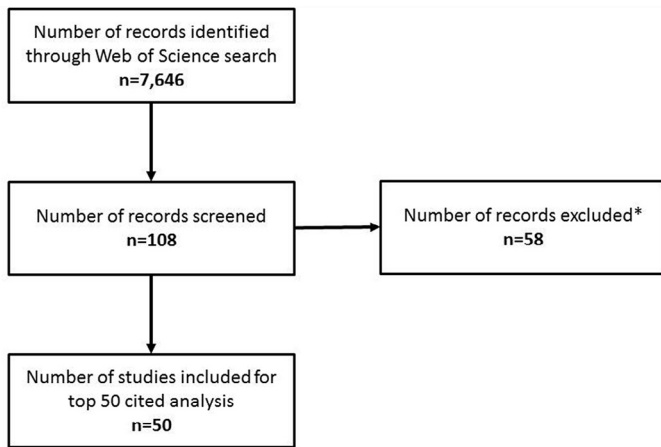 Number of records identified
through Web of Science search
n=7,646
Number of records screened
n=108
Number of records excluded*
n=58
Number of studies included for
top 50 cited analysis
n=50